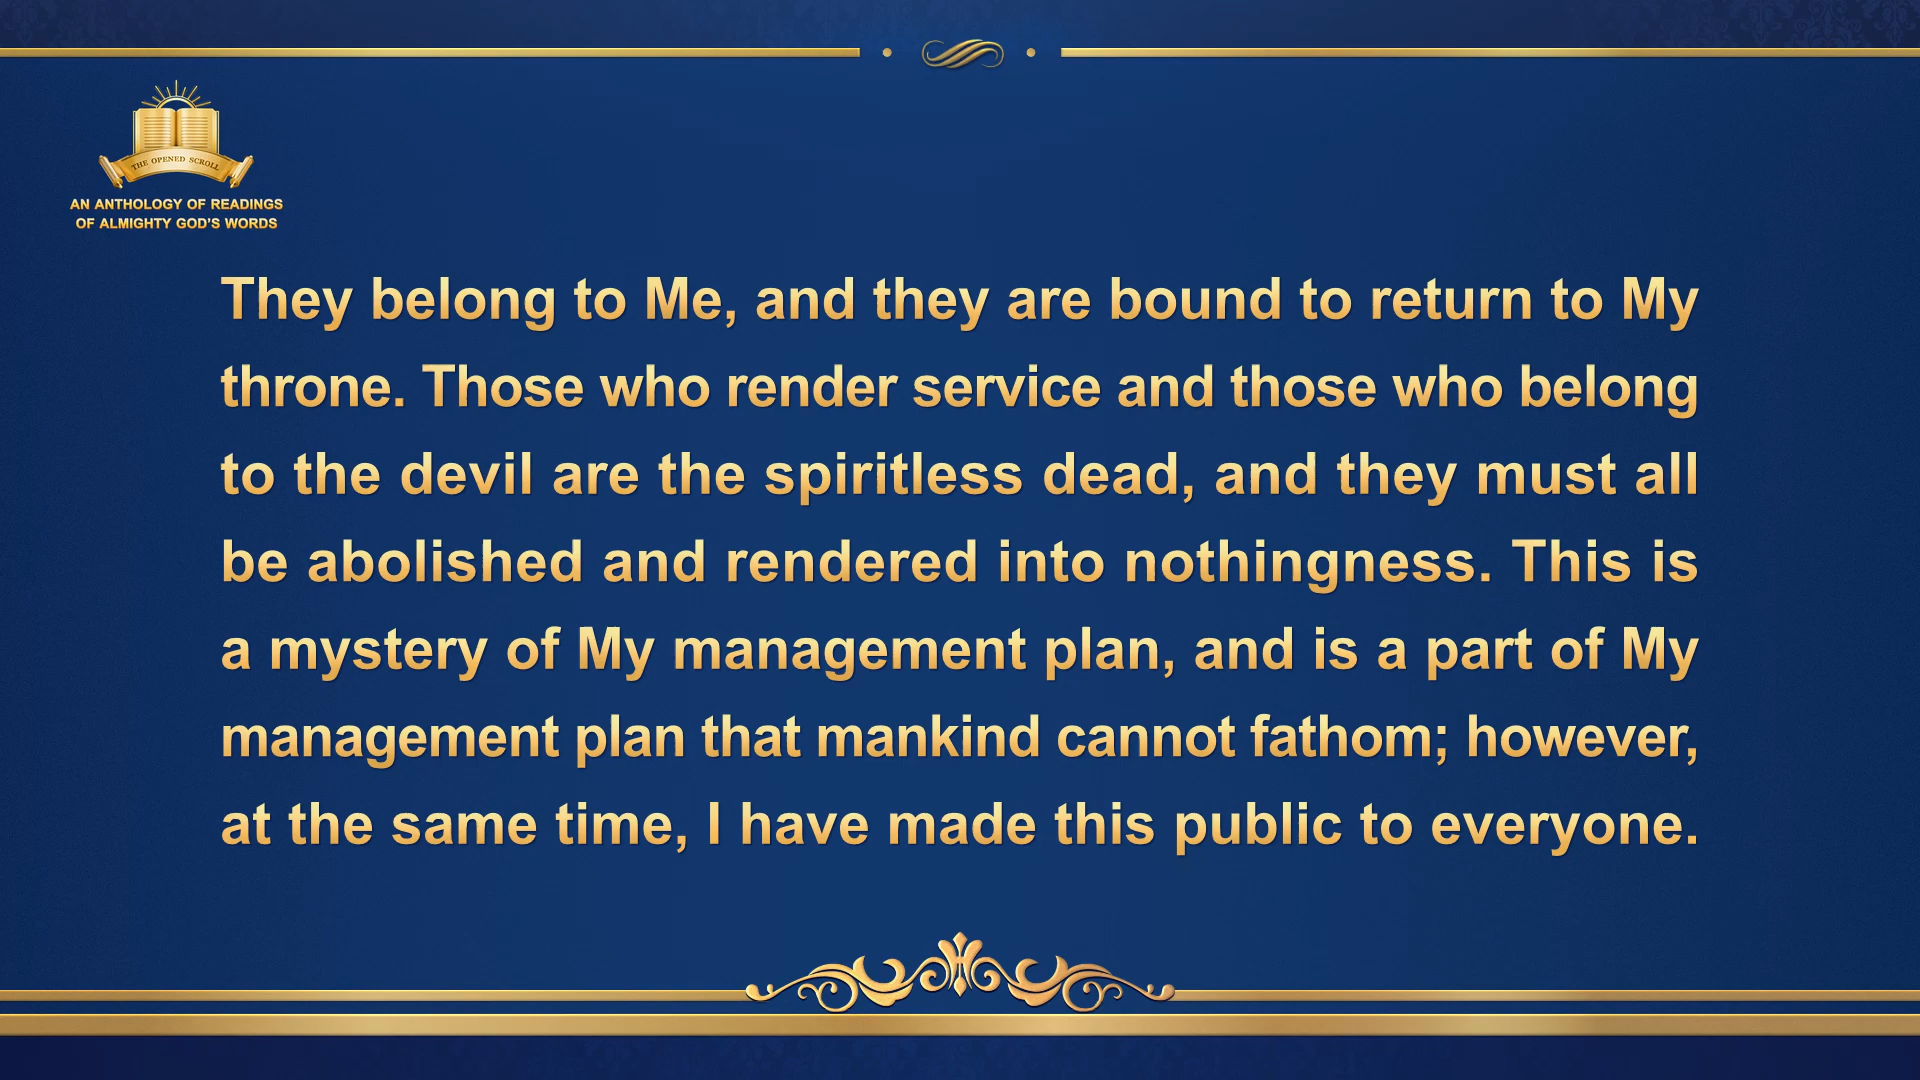 THE OPENED SCROLL
AN ANTHOLOGY OF READINGS
OF ALMIGHTY GOD'S WORDS
They belong to Me, and they are bound to return to My
throne. Those who render service and those who belong
to the devil are the spiritless dead, and they must all
be abolished and rendered into nothingness. This is
a mystery of My management plan, and is a part of My
management plan that mankind cannot fathom; however,
at the same time, I have made this public to everyone.